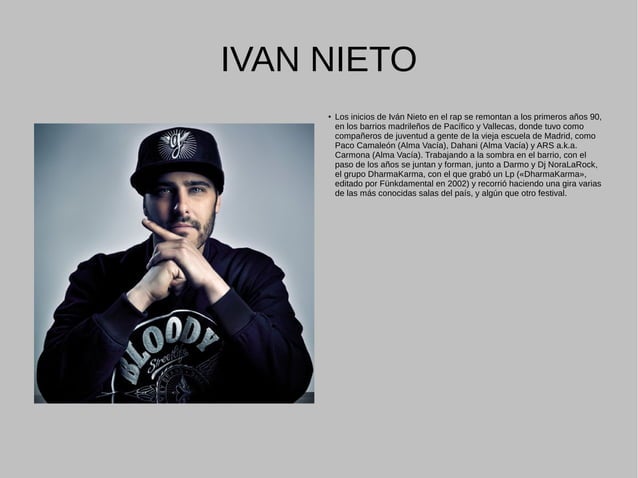 IVAN NIETO
● Los inicios de Iván Nieto en el rap se remontan a los primeros años 90,
en los barrios madrileños de Pacífico y Vallecas, donde tuvo como
compañeros de juventud a gente de la vieja escuela de Madrid, como
Paco Camaleón (Alma Vacía), Dahani (Alma Vacía) y ARS a.k.a.
Carmona (Alma Vacía). Trabajando a la sombra en el barrio, con el
paso de los años se juntan y forman, junto a Darmo y Dj NoraLaRock,
el grupo DharmaKarma, con el que grabó un Lp («DharmaKarma»,
editado por Fünkdamental en 2002) y recorrió haciendo una gira varias
de las más conocidas salas del país, y algún que otro festival.
BLOODY
Streetstyle